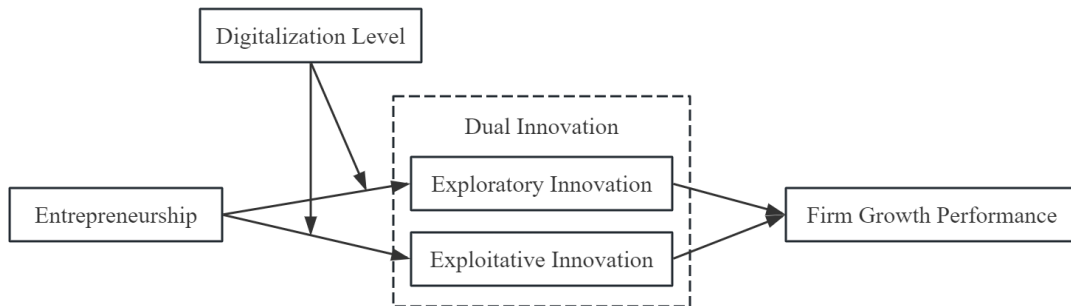 Digitalization Level
Dual Innovation
Exploratory Innovation
Entrepreneurship
Firm Growth Performance
Exploitative Innovation